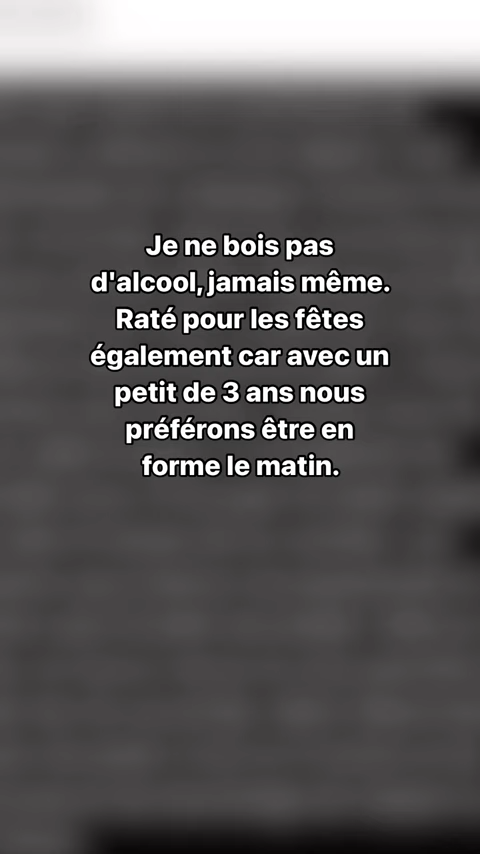 Je ne bois pas
d'alcool, jamais même.
Raté pour les fêtes
également car avec un
petit de 3 ans nous
préférons être en
forme le matin.